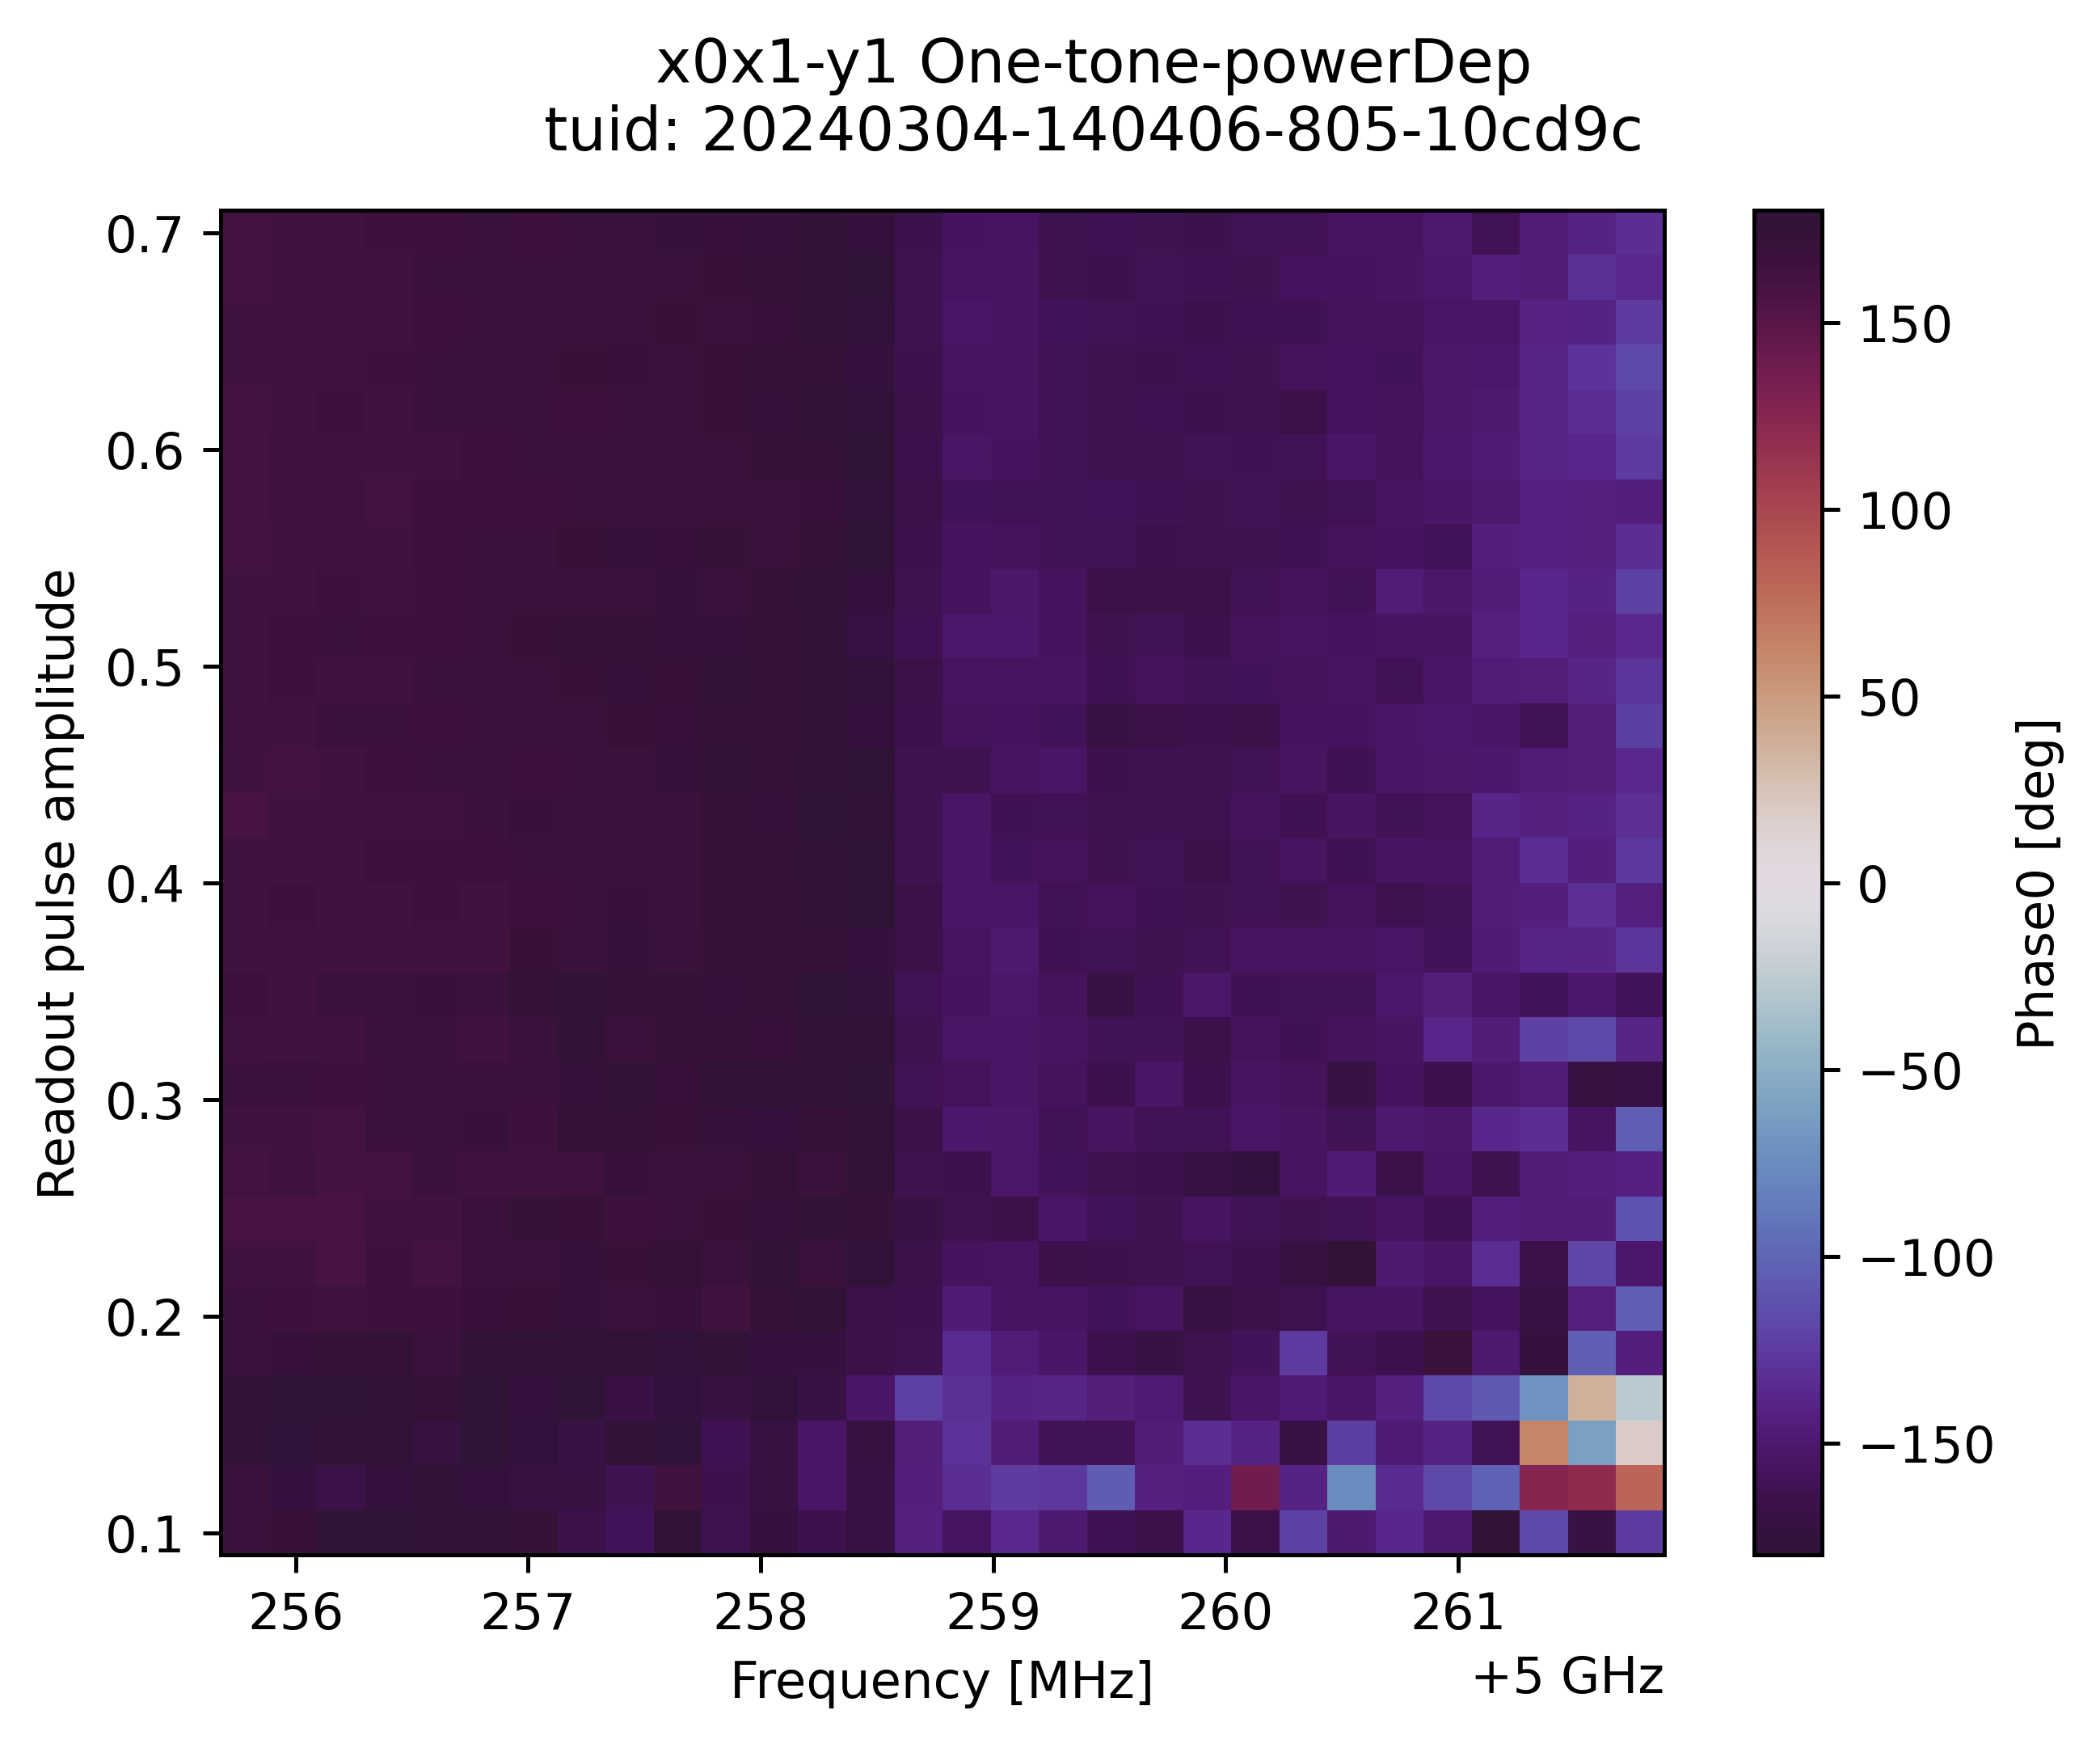 x0x1-y1 One-tone-powerDep
tuid: 20240304-140406-805-10cd9c
0.7
0.6
0.5
0.4
0.3
0.2
0.1
Readout pulse amplitude
256 257 258 259 260 261
Frequency [MHz]
+5 GHz
150
100
50
0
−50
−100
−150
Phase0 [deg]